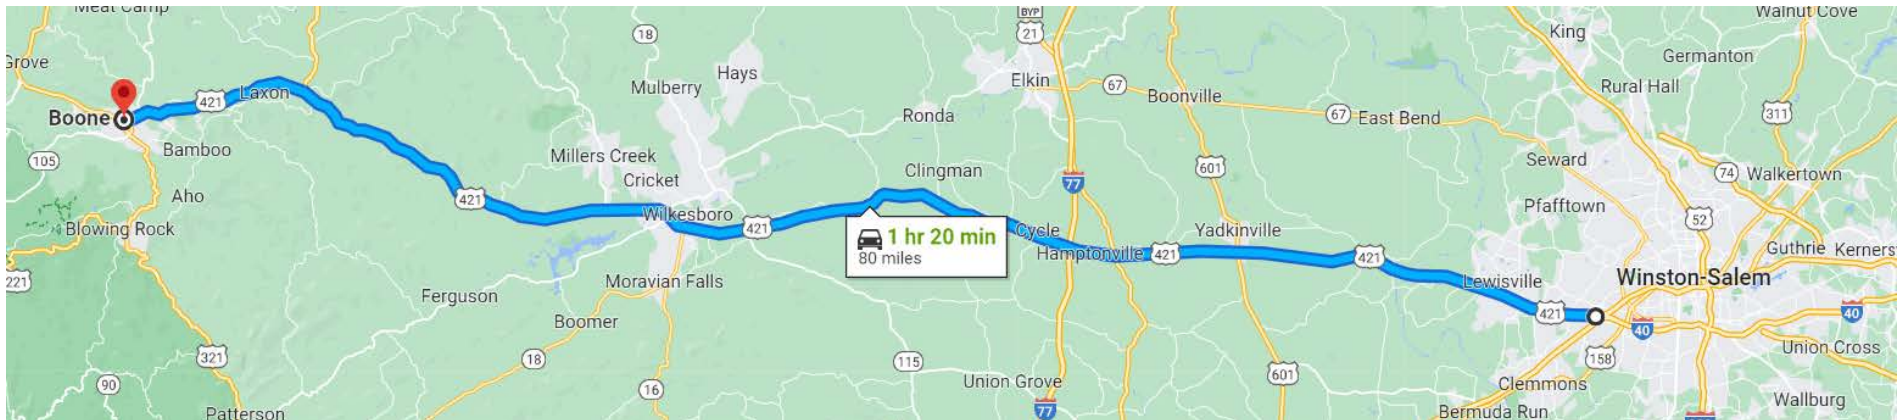 Meat Camp
Grove
Boone
105
Bamboo
Aho
Blowing Rock
221
90
321
Patterson
421
Laxon
421
18
Mulberry
Hays
Millers Creek
Cricket
Wilkesboro
Moravian Falls
Ferguson
Boomer
18
16
421
1 hr 20 min
80 miles
Ronda
Clingman
115
Union Grove
77
BYP
21
Elkin
67
Boonville
77
Cycle
Hamptonville
421
Yadkinville
601
601
67
East Bend
421
Lewisville
421
Winston-Salem
40
158
Clemmons
Bermuda Run
King
Germanton
Walnut Cove
Rural Hall
311
Seward
74
Walkertown
Pfafftown
52
Guthrie
Kerners
40
Union Cross
Wallburg